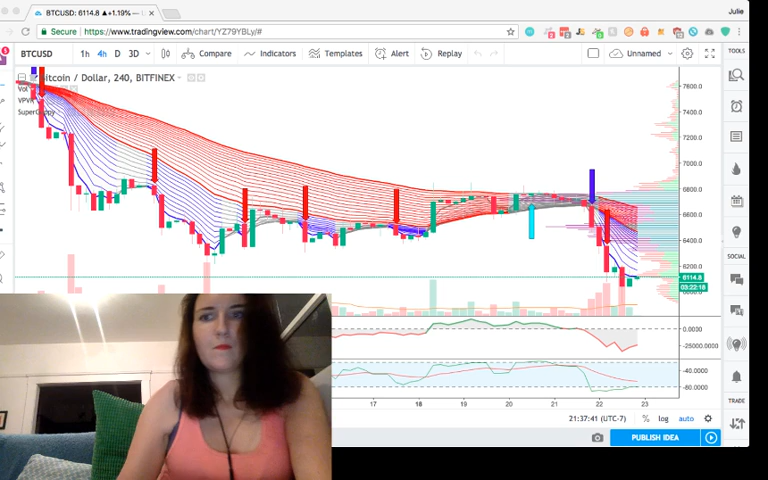 BTCUSD: 6114.8 ▲+1.19% —
Julie
Secure
https://www.tradingview.com/chart/YZ79YBLy/#
BTCUSD 1h 4h D 3D Compare Indicators Templates Alert Replay Unnamed
TOOLS
Bitcoin / Dollar, 240, BITFINEX
Vol
VPVR
7600.0
7400.0
7200.0
7000.0
6800.0
6600.0
6400.0
6200.0
6114.8
03:22:18
SOCIAL
0.0000
-25000.0000
-40.0000
-80.0000
17 18 19 20 21 22 23
21:37:41 (UTC-7) % log auto
TRADE
PUBLISH IDEA